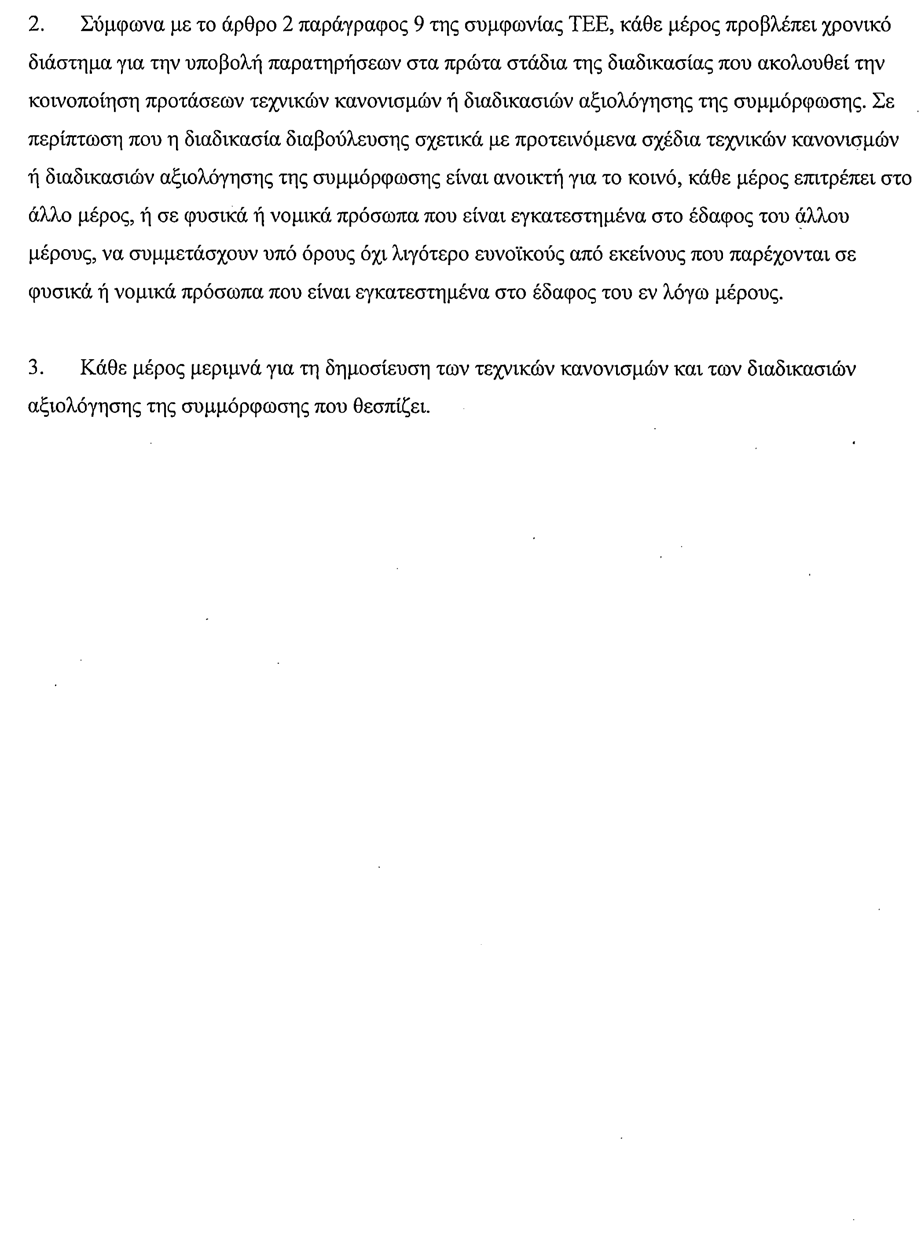 2. Σύμφωνα με το άρθρο 2 παράγραφος 9 της συμφωνίας ΤΕΕ, κάθε μέρος προβλέπει χρονικό
διάστημα για την υποβολή παρατηρήσεων στα πρώτα στάδια της διαδικασίας που ακολουθεί την
κοινοποίηση προτάσεων τεχνικών κανονισμών ή διαδικασιών αξιολόγησης της συμμόρφωσης. Σε
περίπτωση που η διαδικασία διαβούλευσης σχετικά με προτεινόμενα σχέδια τεχνικών κανονισμών
ή διαδικασιών αξιολόγησης της συμμόρφωσης είναι ανοικτή για το κοινό, κάθε μέρος επιτρέπει στο
άλλο μέρος, ή σε φυσικά ή νομικά πρόσωπα που είναι εγκατεστημένα στο έδαφος του άλλου
μέρους, να συμμετάσχουν υπό όρους όχι λιγότερο ευνοϊκούς από εκείνους που παρέχονται σε
φυσικά ή νομικά πρόσωπα που είναι εγκατεστημένα στο έδαφος του εν λόγω μέρους.
3. Κάθε μέρος μεριμνά για τη δημοσίευση των τεχνικών κανονισμών και των διαδικασιών
αξιολόγησης της συμμόρφωσης που θεσπίζει.